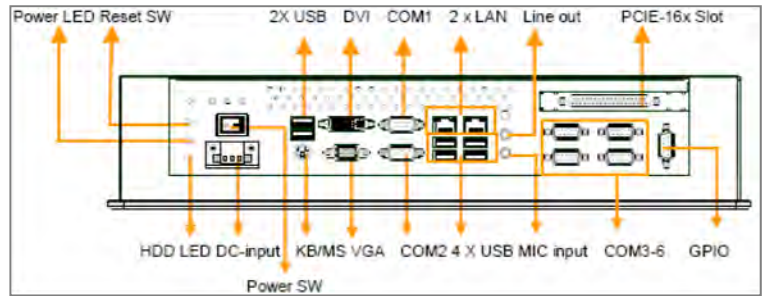 Power LED Reset SW 2X USB DVI COM1 2 x LAN Line out PCIE-16x Slot
HDD LED DC-input KB/MS VGA COM2 4 X USB MIC input COM3-6 GPIO
Power SW